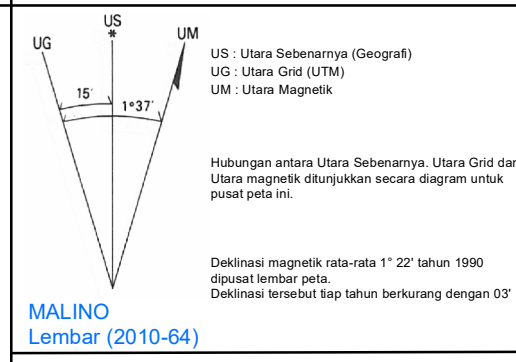 US
UG
*
UM
15'
1°37'
US : Utara Sebenarnya (Geografi)
UG : Utara Grid (UTM)
UM : Utara Magnetik
Hubungan antara Utara Sebenarnya. Utara Grid dan
Utara magnetik ditunjukkan secara diagram untuk
pusat peta ini.
Deklinasi magnetik rata-rata 1° 22' tahun 1990
dipusat lembar peta.
Deklinasi tersebut tiap tahun berkurang dengan 03'
MALINO
Lembar (2010-64)